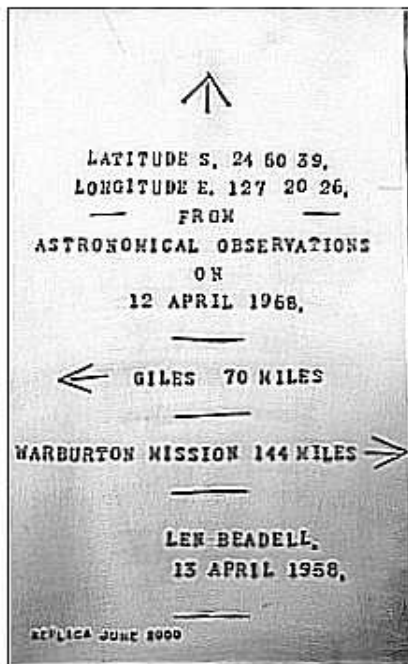 LATITUDE S. 24 60 39.
LONGITUDE E. 127 20 26.
FROM
ASTRONOMICAL OBSERVATIONS
ON
12 APRIL 1958.
GILES 70 MILES
WARBURTON MISSION 144 MILES
LEN BEADELL.
13 APRIL 1958.
REPLICA JUNE 2000